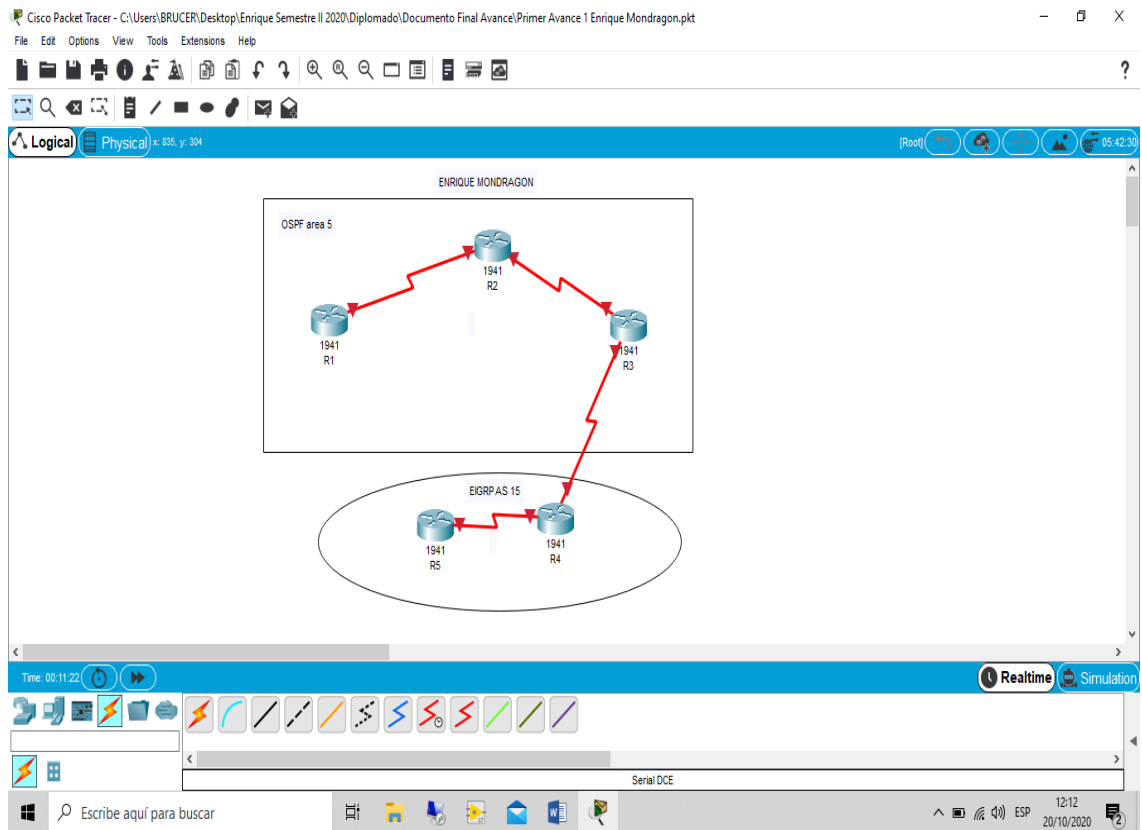 Cisco Packet Tracer - C:\Users\BRUCER\Desktop\Enrique Semestre II 2020\Diplomado\Documento Final Avance\Primer Avance 1 Enrique Mondragon.pkt
File Edit Options View Tools Extensions Help
?
Logical Physical x: 835, y: 304 [Root] 05:42:30
ENRIQUE MONDRAGON
OSPF area 5
1941
R2
1941
R1
1941
R3
EIGRP AS 15
1941
R5
1941
R4
Time: 00:11:22 Realtime Simulation
Serial DCE
Escribe aquí para buscar
ESP
12:12
20/10/2020
2